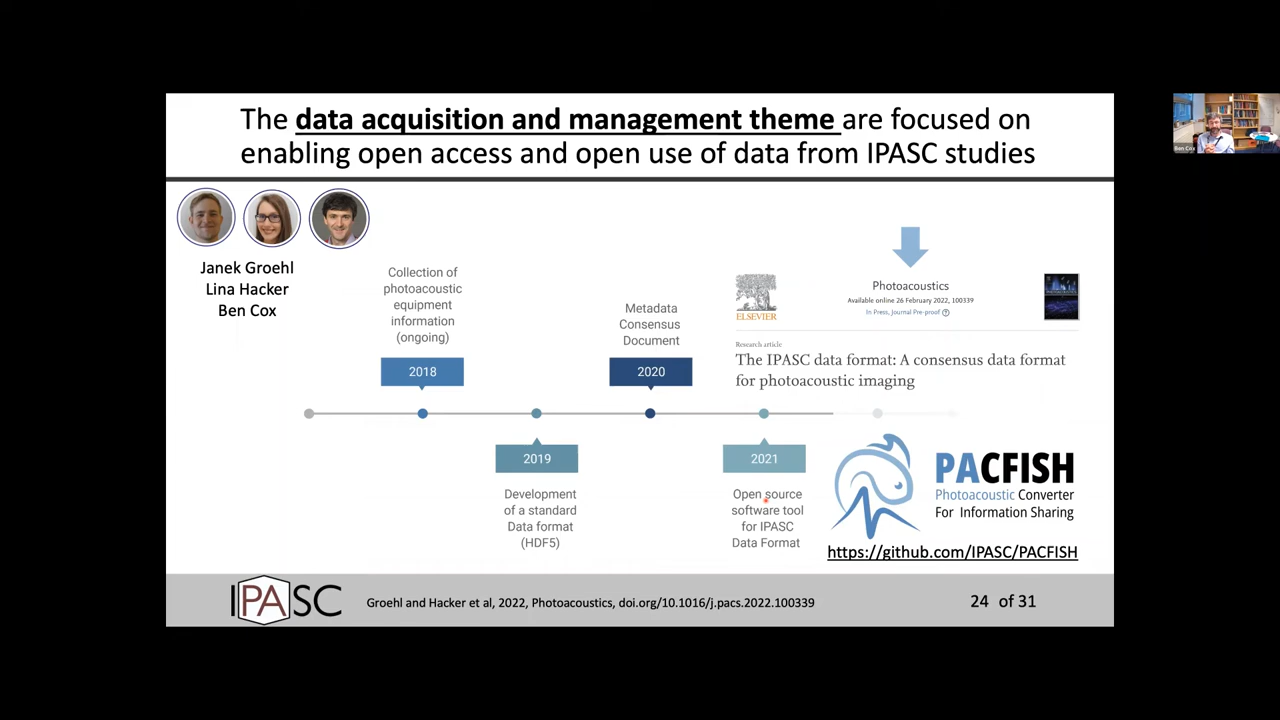 The data acquisition and management theme are focused on
enabling open access and open use of data from IPASC studies
Ben Cox
Janek Groehl
Lina Hacker
Ben Cox
Collection of
photoacoustic
equipment
information
(ongoing)
2018
2019
Development
of a standard
Data format
(HDF5)
Metadata
Consensus
Document
2020
2021
Open source
software tool
for IPASC
Data Format
ELSEVIER
Photoacoustics
Available online 26 February 2022, 100339
In Press, Journal Pre-proof ?
Research article
The IPASC data format: A consensus data format
for photoacoustic imaging
PACFISH
Photoacoustic Converter
For Information Sharing
https://github.com/IPASC/PACFISH
IPASC
Groehl and Hacker et al, 2022, Photoacoustics, doi.org/10.1016/j.pacs.2022.100339
24 of 31